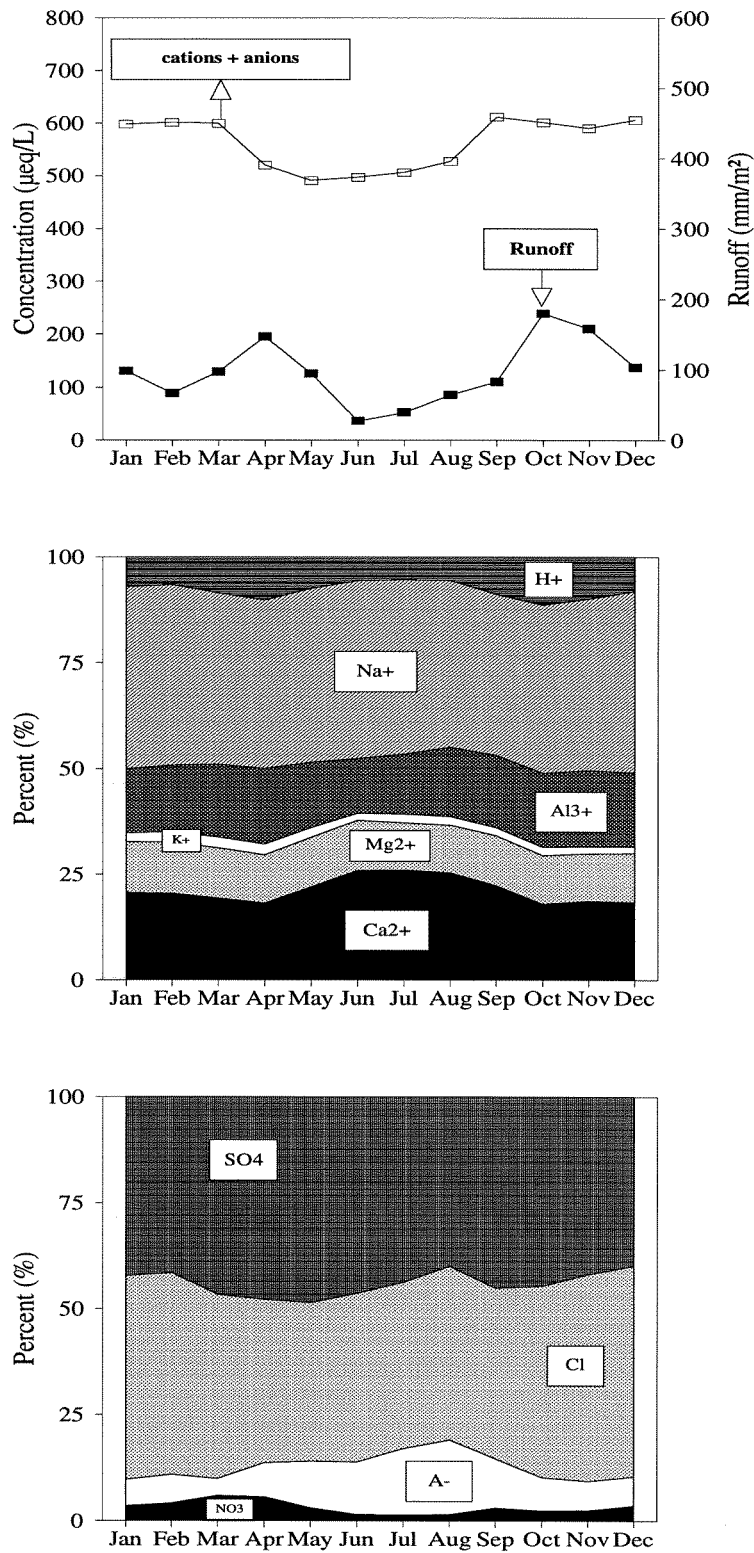 800
700
600
500
400
300
200
100
0
Concentration (µeq/L)
600
500
400
300
200
100
0
Runoff (mm/m²)
cations + anions
Runoff
Jan Feb Mar Apr May Jun Jul Aug Sep Oct Nov Dec
100
75
50
25
0
Percent (%)
H+
Na+
Al3+
K+
Mg2+
Ca2+
Jan Feb Mar Apr May Jun Jul Aug Sep Oct Nov Dec
100
75
50
25
0
Percent (%)
SO4
Cl
A-
NO3
Jan Feb Mar Apr May Jun Jul Aug Sep Oct Nov Dec